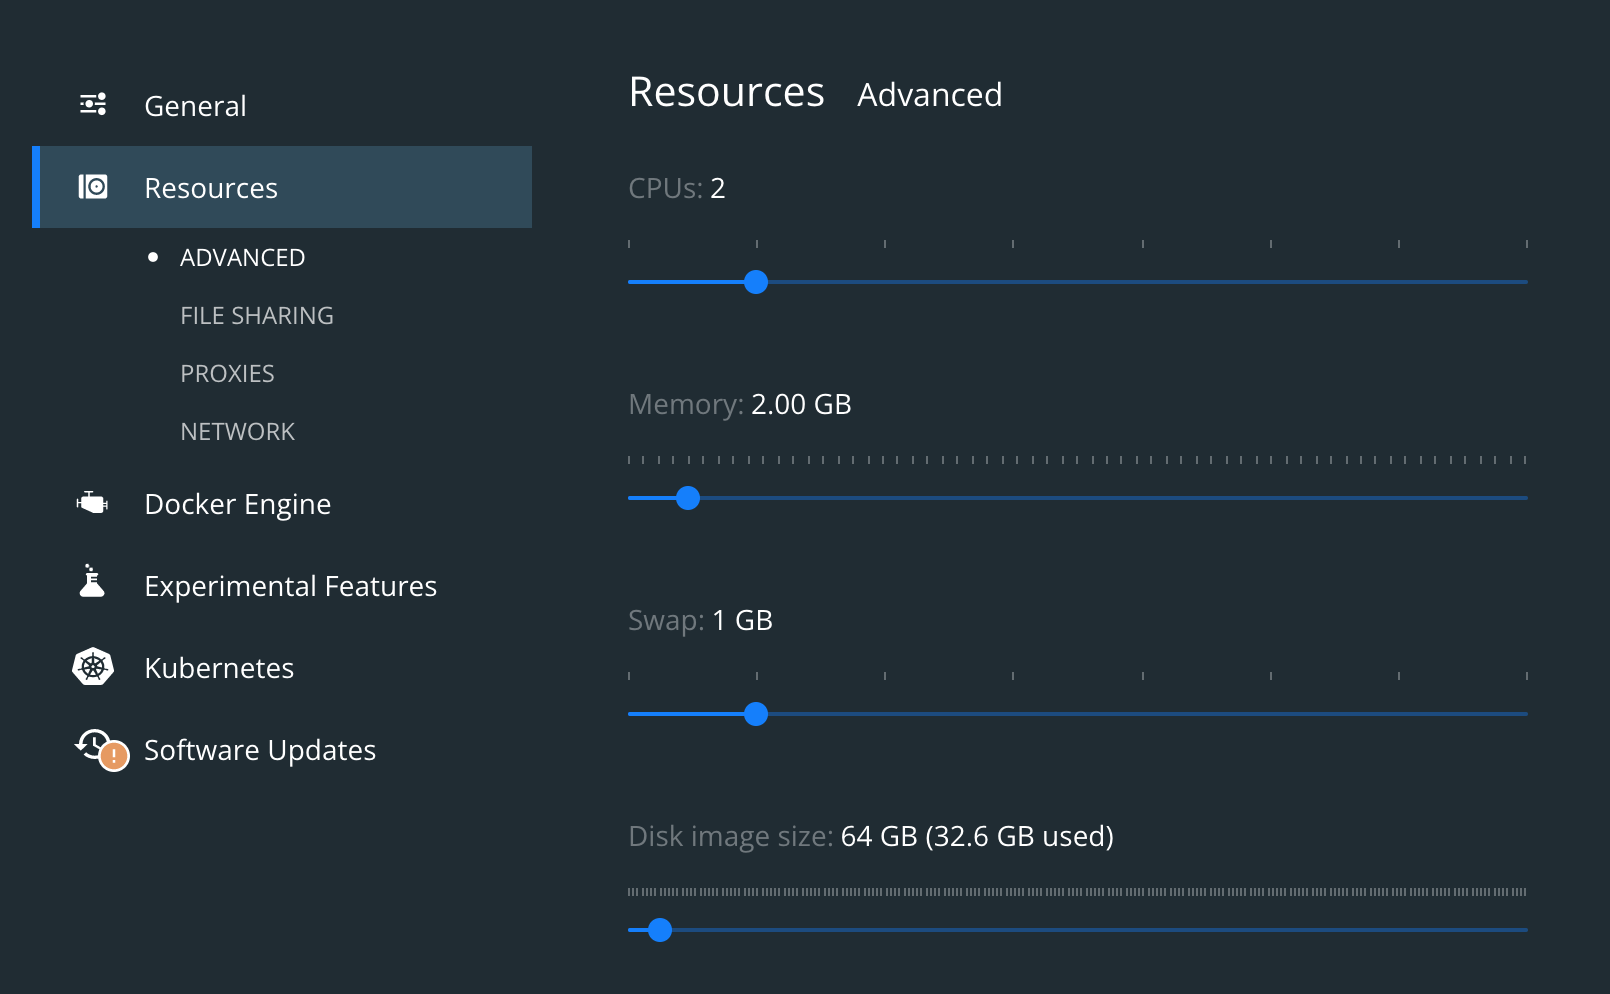 General
Resources
ADVANCED
FILE SHARING
PROXIES
NETWORK
Docker Engine
Experimental Features
Kubernetes
Software Updates
Resources Advanced
CPUs: 2
Memory: 2.00 GB
Swap: 1 GB
Disk image size: 64 GB (32.6 GB used)